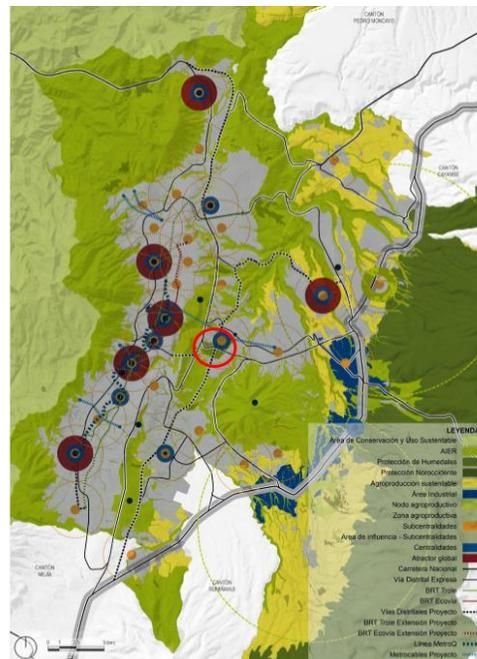 CANTÓN
PEDRO MONCAYO
CANTÓN
CAYAMBE
CANTÓN
MEJÍA
CANTÓN
RUMIÑAHUI
LEYENDA
Área de Conservación y Uso Sustentable
AIER
Protección de Humedales
Protección Noroccidente
Agroproducción sustentable
Área Industrial
Nodo agroproductivo
Zona agroproductiva
Subcentralidades
Área de influencia - Subcentralidades
Centralidades
Atractor global
Carretera Nacional
Vía Distrital Expresa
BRT Trole
BRT Ecovía
Vías Distritales Proyecto
BRT Trole Extensión Proyecto
BRT Ecovía Extensión Proyecto
Línea MetroQ
Metrocables Proyecto